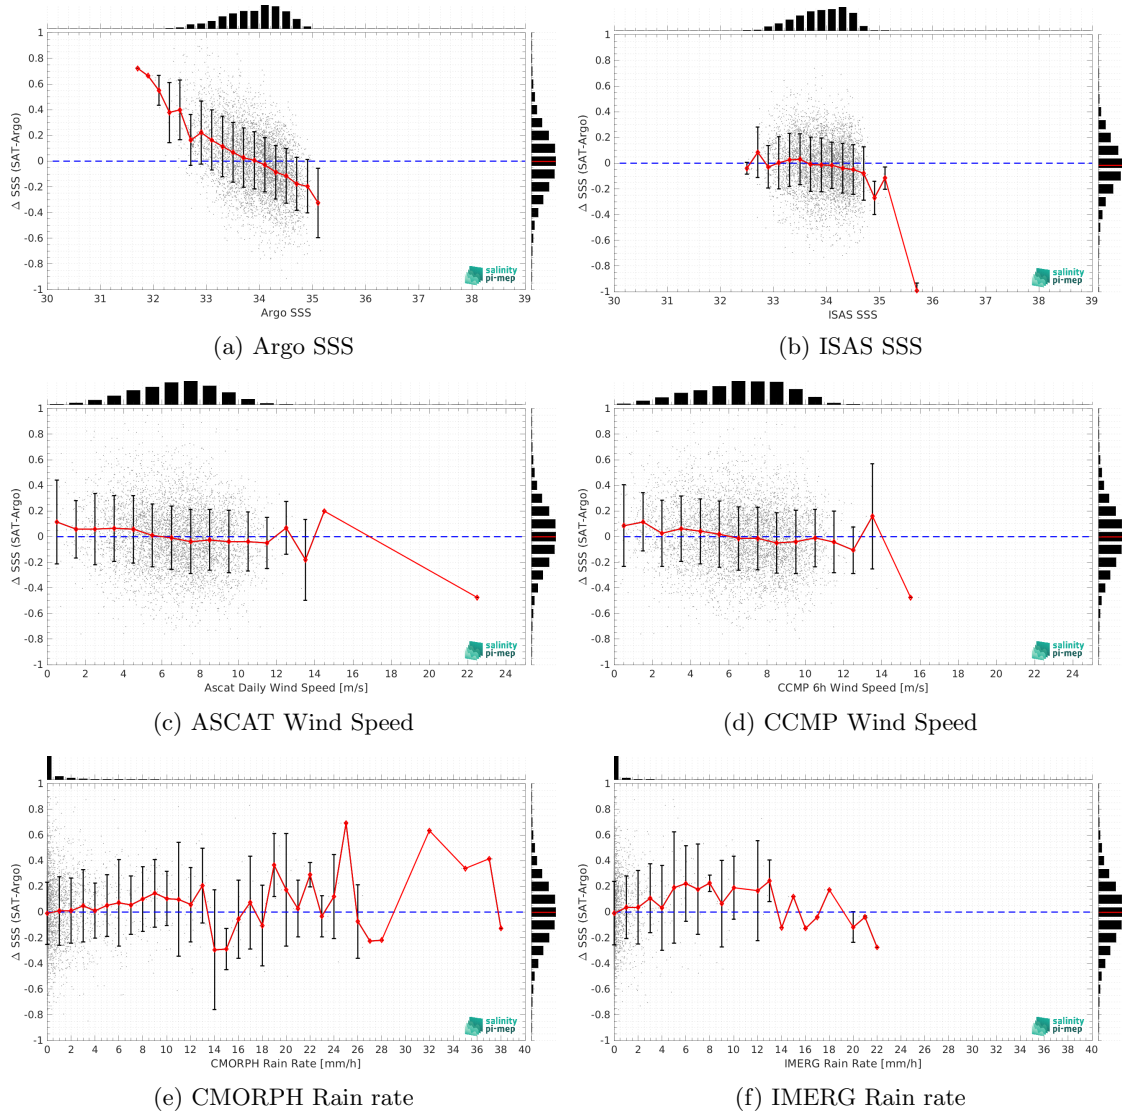 1
0.8
0.6
0.4
0.2
0
-0.2
-0.4
-0.6
-0.8
-1
Δ SSS (SAT-Argo)
30 31 32 33 34 35 36 37 38 39
Argo SSS
salinity
pi-mep
(a) Argo SSS
1
0.8
0.6
0.4
0.2
0
-0.2
-0.4
-0.6
-0.8
-1
Δ SSS (SAT-Argo)
30 31 32 33 34 35 36 37 38 39
ISAS SSS
salinity
pi-mep
(b) ISAS SSS
1
0.8
0.6
0.4
0.2
0
-0.2
-0.4
-0.6
-0.8
-1
Δ SSS (SAT-Argo)
0 2 4 6 8 10 12 14 16 18 20 22 24
Ascat Daily Wind Speed [m/s]
salinity
pi-mep
(c) ASCAT Wind Speed
1
0.8
0.6
0.4
0.2
0
-0.2
-0.4
-0.6
-0.8
-1
Δ SSS (SAT-Argo)
0 2 4 6 8 10 12 14 16 18 20 22 24
CCMP 6h Wind Speed [m/s]
salinity
pi-mep
(d) CCMP Wind Speed
1
0.8
0.6
0.4
0.2
0
-0.2
-0.4
-0.6
-0.8
-1
Δ SSS (SAT-Argo)
0 2 4 6 8 10 12 14 16 18 20 22 24 26 28 30 32 34 36 38 40
CMORPH Rain Rate [mm/h]
salinity
pi-mep
(e) CMORPH Rain rate
1
0.8
0.6
0.4
0.2
0
-0.2
-0.4
-0.6
-0.8
-1
Δ SSS (SAT-Argo)
0 2 4 6 8 10 12 14 16 18 20 22 24 26 28 30 32 34 36 38 40
IMERG Rain Rate [mm/h]
salinity
pi-mep
(f) IMERG Rain rate